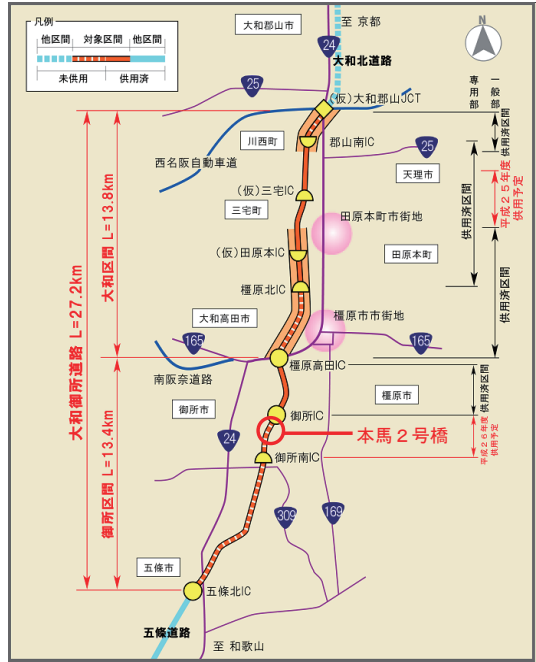 凡例
他区間 対象区間 他区間
未供用 供用済
大和郡山市
至 京都
24
大和北道路
N
25
専用部
一般部
(仮)大和郡山JCT
川西町
郡山南IC
供用済区間
西名阪自動車道
25
天理市
平成25年度
供用予定
(仮)三宅IC
三宅町
田原本町市街地
供用済区間
大和区間 L=13.8km
大和御所道路 L=27.2km
(仮)田原本IC
田原本町
橿原北IC
供用済区間
大和高田市
橿原市市街地
165
165
橿原高田IC
南阪奈道路
供用済区間
橿原市
御所市
御所IC
本馬2号橋
平成26年度
供用予定
24
御所南IC
御所区間 L=13.4km
309
169
五條市
五條北IC
五條道路
至 和歌山